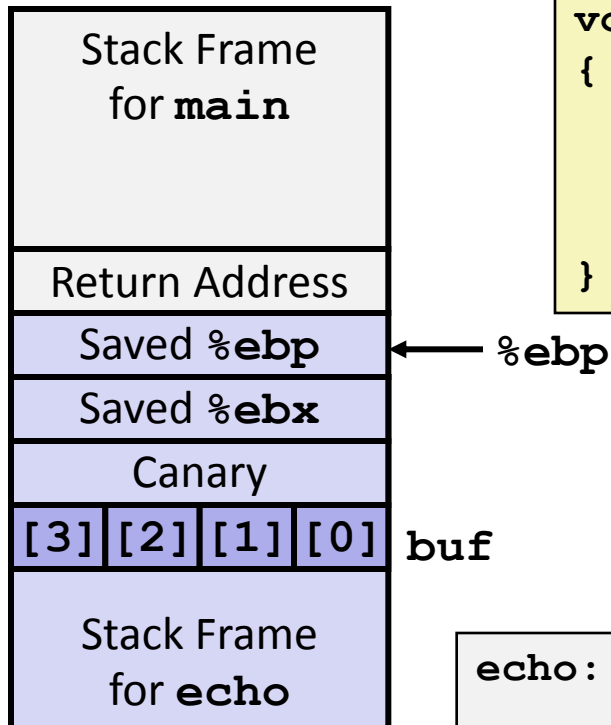 Stack Frame
for main
Return Address
Saved %ebp
Saved %ebx
Canary
[3] [2] [1] [0]
buf
Stack Frame
for echo
{
}
%ebp
echo: